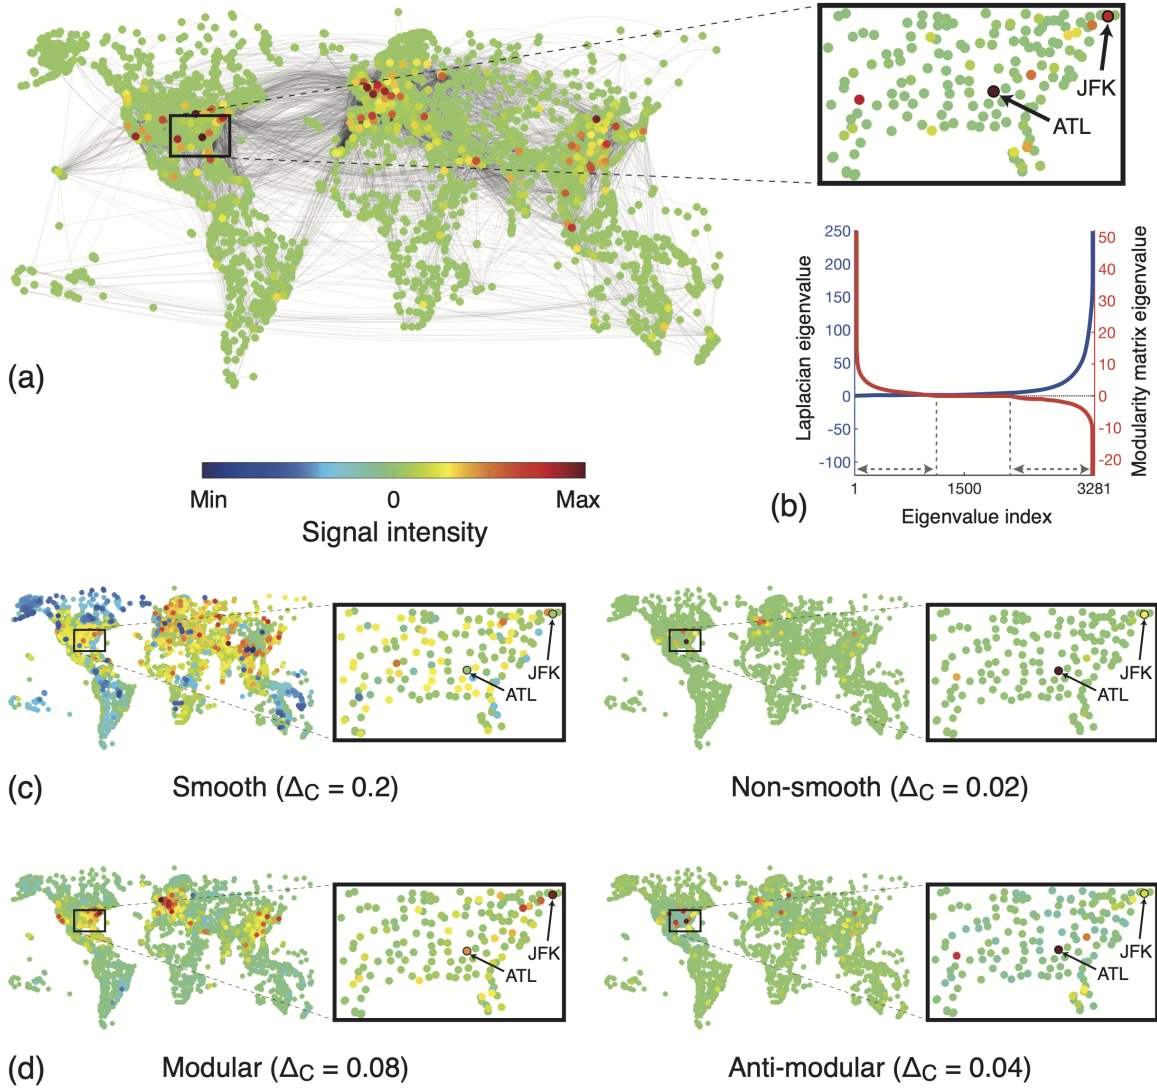 JFK
ATL
(a)
250
200
150
100
50
0
-50
-100
Laplacian eigenvalue
50
40
30
20
10
0
-10
-20
Modularity matrix eigenvalue
1
1500
3281
Eigenvalue index
(b)
Min
0
Max
Signal intensity
JFK
ATL
JFK
ATL
(c)
Smooth (ΔC = 0.2)
Non-smooth (ΔC = 0.02)
JFK
ATL
JFK
ATL
(d)
Modular (ΔC = 0.08)
Anti-modular (ΔC = 0.04)